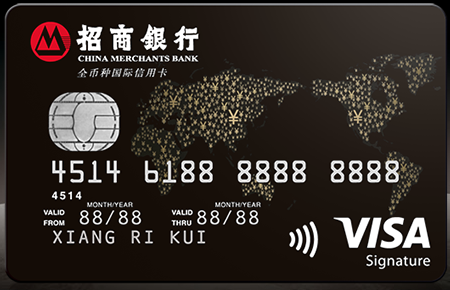 招商銀行
CHINA MERCHANTS BANK
全币种国际信用卡
4514 6188 8888 8888
4514
MONTH/YEAR MONTH/YEAR
VALID FROM 88/88 VALID THRU 88/88
XIANG RI KUI
VISA
Signature